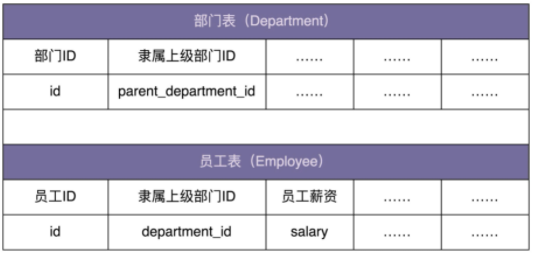 部门表（Department）
部门ID 隶属上级部门ID …… …… ……
id parent_department_id …… …… ……
员工表（Employee）
员工ID 隶属上级部门ID 员工薪资 …… ……
id department_id salary …… ……